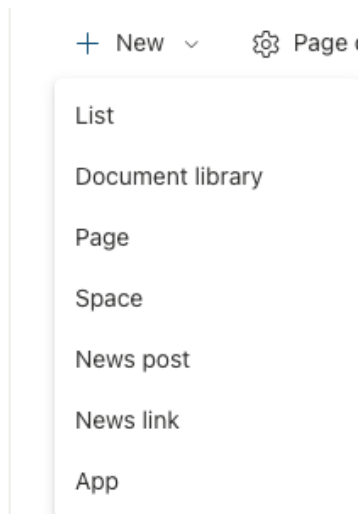 New Page
List
Document library
Page
Space
News post
News link
App